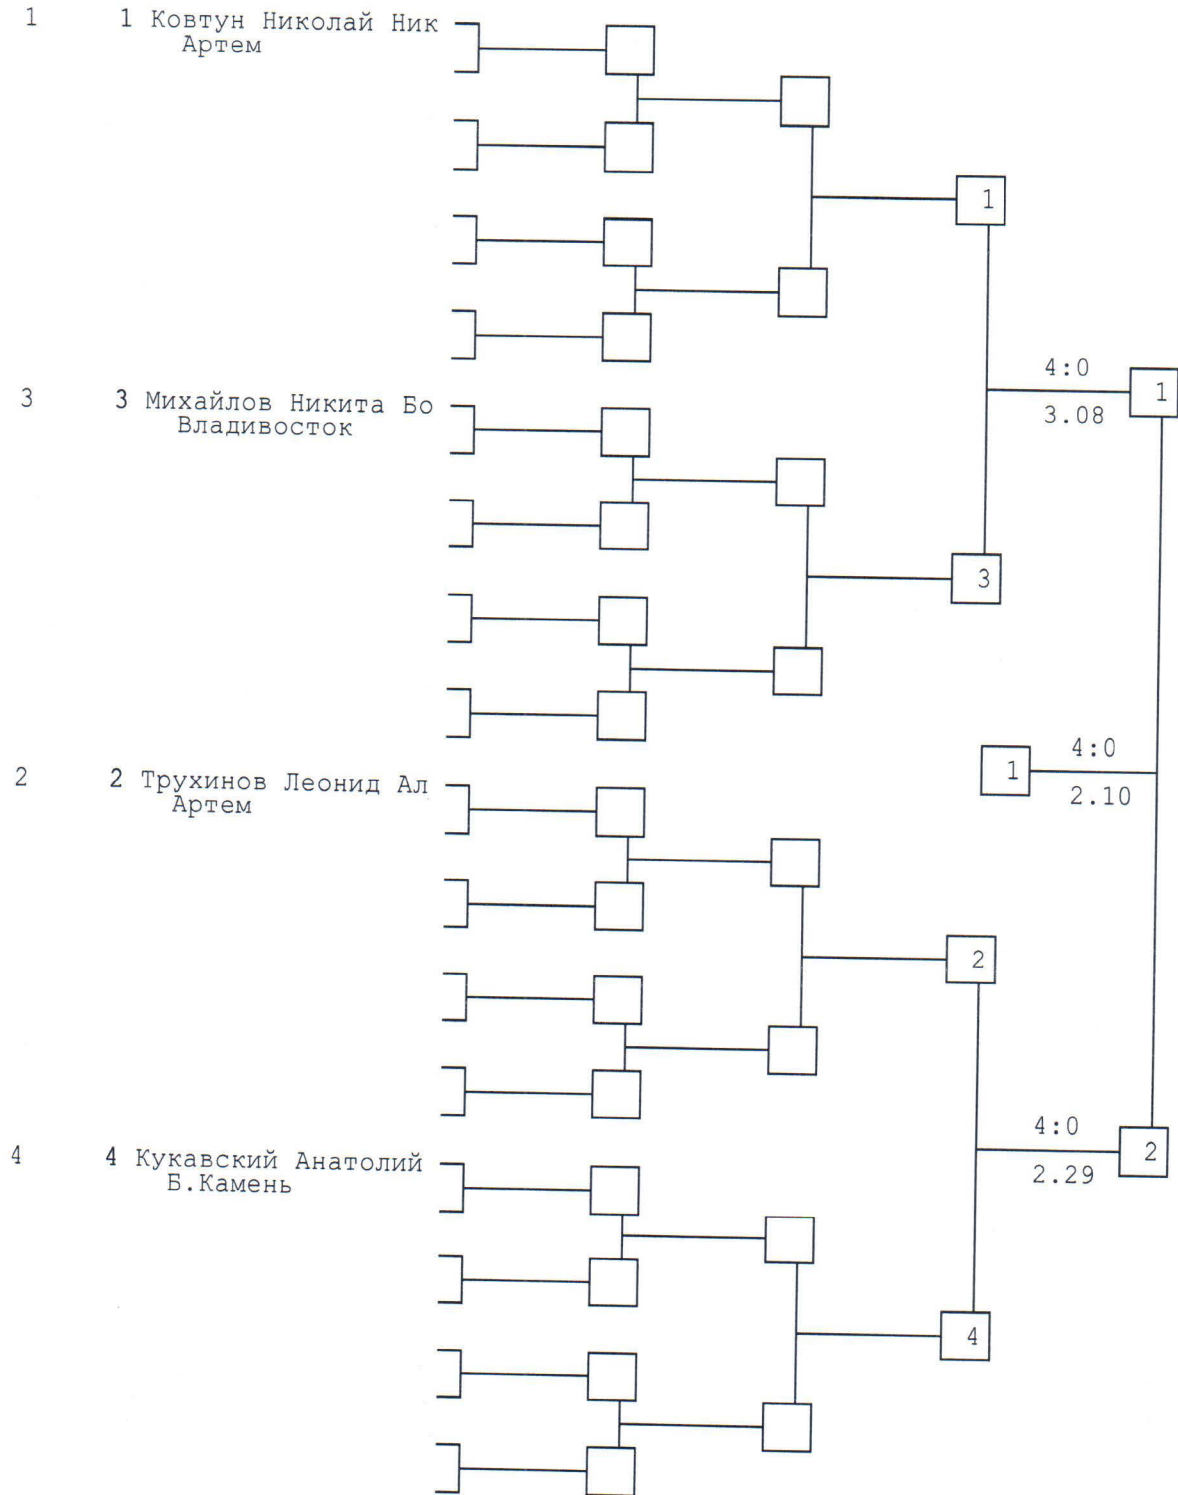 1 1 Ковтун Николай Ник
Артем
1
4:0
1
3.08
3 3 Михайлов Никита Бо
Владивосток
3
4:0
1
2.10
2 2 Трухинов Леонид Ал
Артем
2
4:0
2
2.29
4 4 Кукавский Анатолий
Б.Камень
4